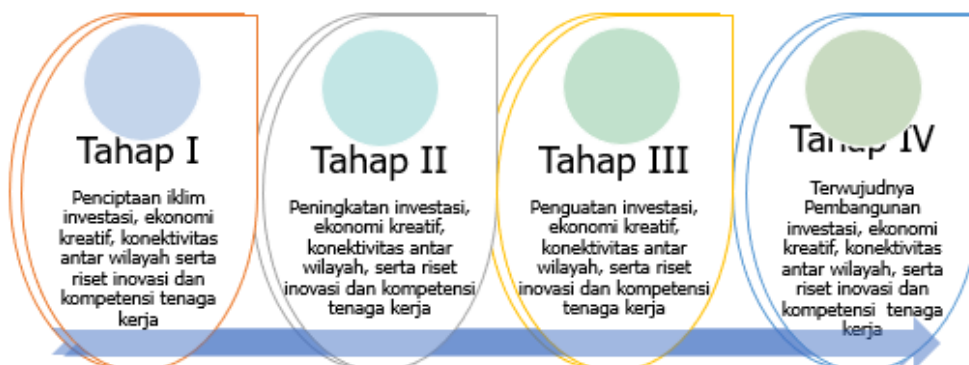 Tahap I
Penciptaan iklim
investasi, ekonomi
kreatif, konektivitas
antar wilayah serta
riset inovasi dan
kompetensi tenaga
kerja
Tahap II
Peningkatan investasi,
ekonomi kreatif,
konektivitas antar
wilayah, serta riset
inovasi dan kompetensi
tenaga kerja
Tahap III
Penguatan investasi,
ekonomi kreatif,
konektivitas antar
wilayah, serta riset
inovasi dan kompetensi
tenaga kerja
Tahap IV
Terwujudnya
Pembangunan
investasi, ekonomi
kreatif, konektivitas
antar wilayah, serta
riset inovasi dan
kompetensi tenaga
kerja